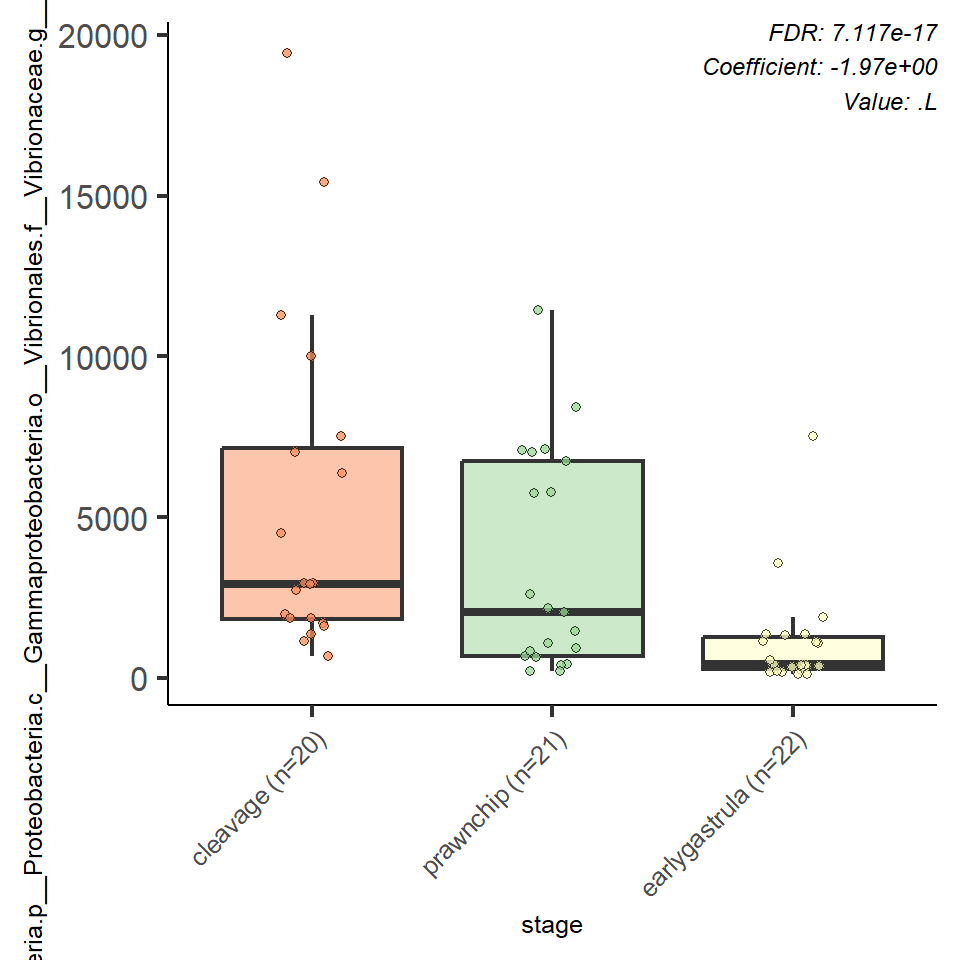 FDR: 7.117e-17
Coefficient: -1.97e+00
Value: .L
eria.p__Proteobacteria.c__Gammaproteobacteria.o__Vibrionales.f__Vibrionaceae.g__
20000
15000
10000
5000
0
cleavage (n=20)
prawnchip (n=21)
earlygastrula (n=22)
stage